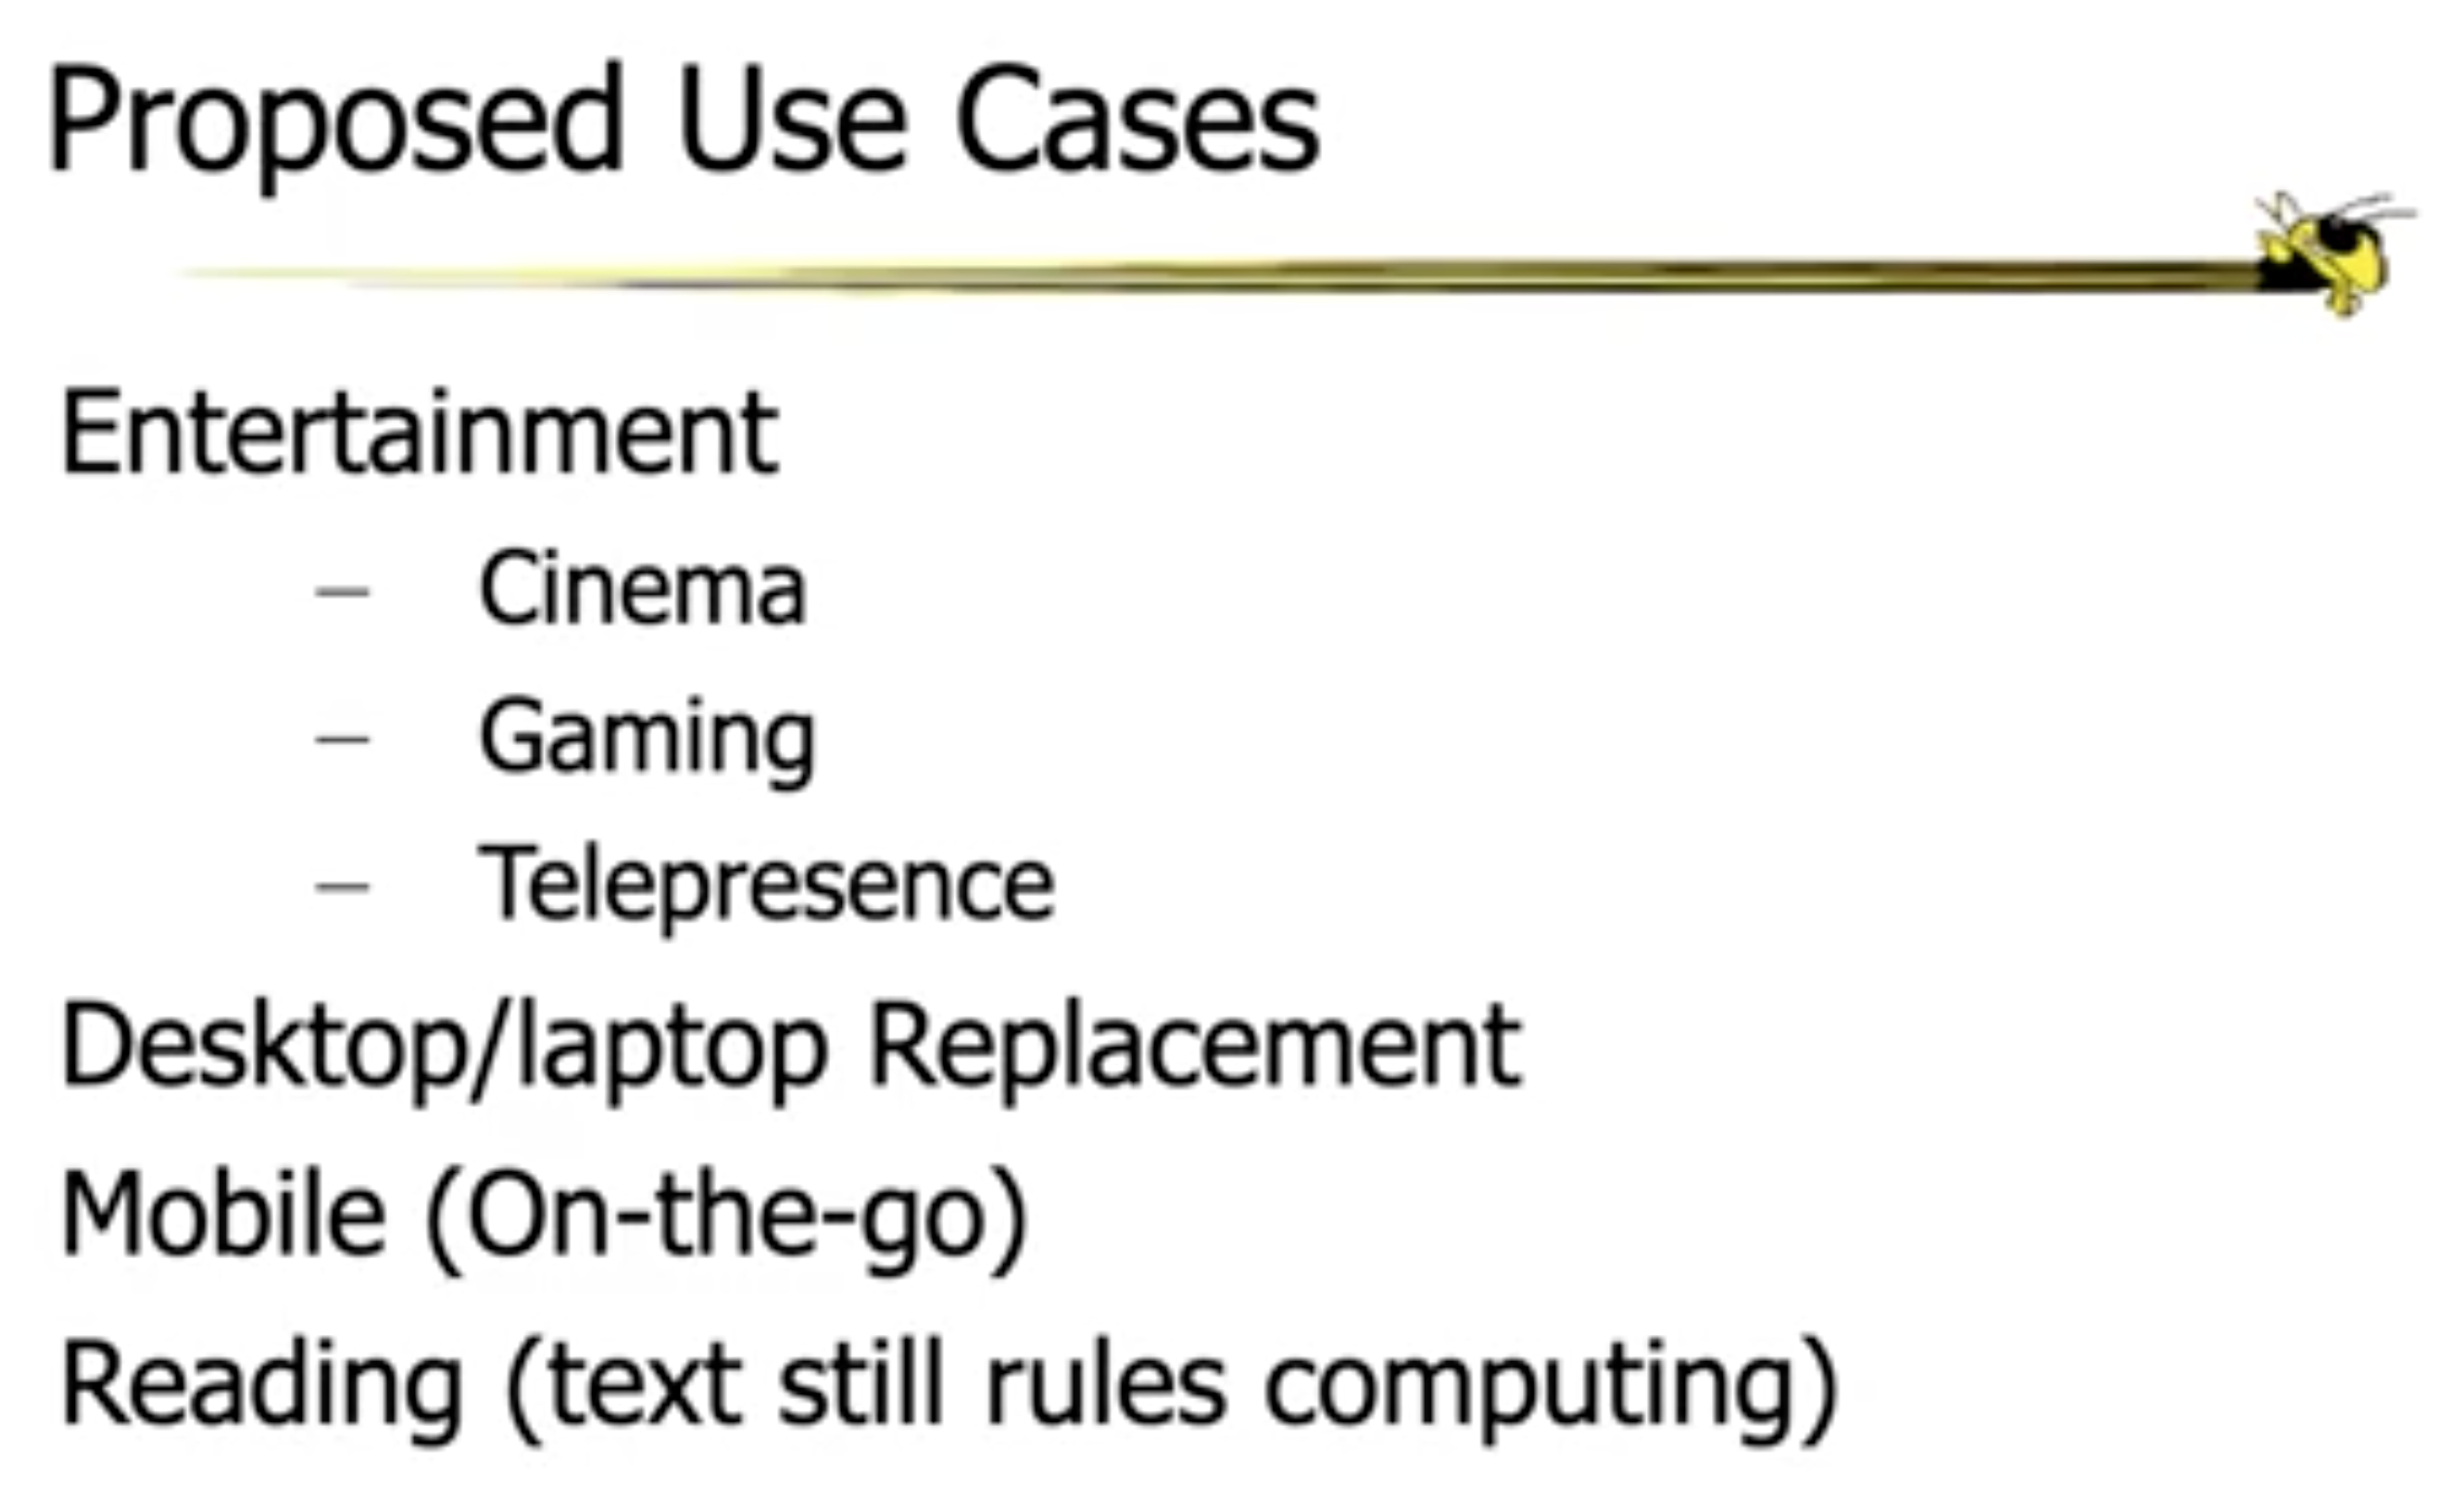 Proposed Use Cases
Entertainment
– Cinema
– Gaming
– Telepresence
Desktop/laptop Replacement
Mobile (On-the-go)
Reading (text still rules computing)